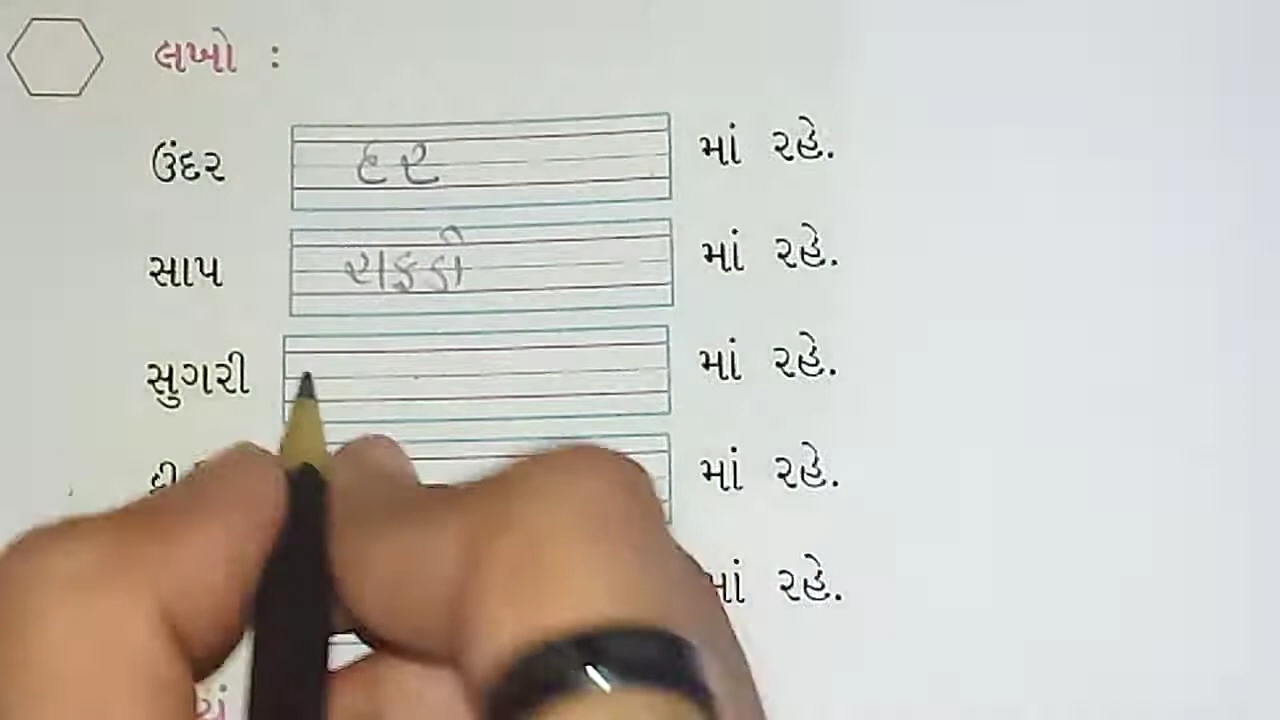 લખો :
ઉંદર દર માં રહે.
સાપ રાફડા માં રહે.
સુગરી માં રહે.
માં રહે.
માં રહે.